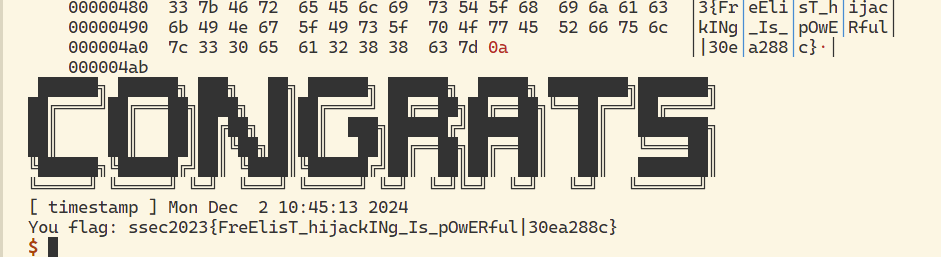 00000480  33 7b 46 72  65 45 6c 69  73 54 5f 68  69 6a 61 63  │3{Fr│eEli│sT_h│ijac│
00000490  6b 49 4e 67  5f 49 73 5f  70 4f 77 45  52 66 75 6c  │kINg│_Is_│pOwE│Rful│
000004a0  7c 33 30 65  61 32 38 38  63 7d 0a                  │|30e│a288│c}·│
000004ab
CONGRATS
[ timestamp ] Mon Dec  2 10:45:13 2024
You flag: ssec2023{FreElisT_hijackINg_Is_pOwERful|30ea288c}
$